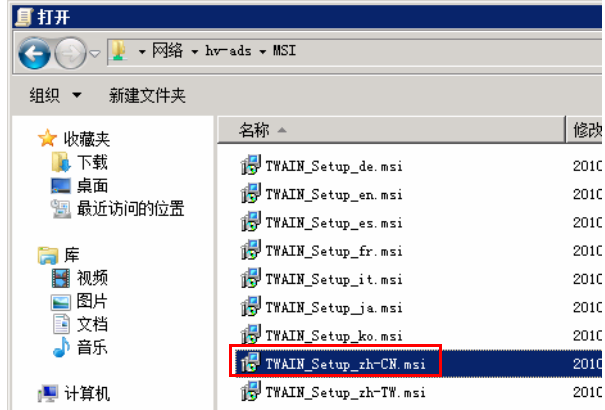 打开
网络 hv-ads MSI
组织 新建文件夹
收藏夹
下载
桌面
最近访问的位置
库
视频
图片
文档
音乐
计算机
名称 修改
TWAIN_Setup_de.msi 2010
TWAIN_Setup_en.msi 2010
TWAIN_Setup_es.msi 2010
TWAIN_Setup_fr.msi 2010
TWAIN_Setup_it.msi 2010
TWAIN_Setup_ja.msi 2010
TWAIN_Setup_ko.msi 2010
TWAIN_Setup_zh-CN.msi 2010
TWAIN_Setup_zh-TW.msi 2010